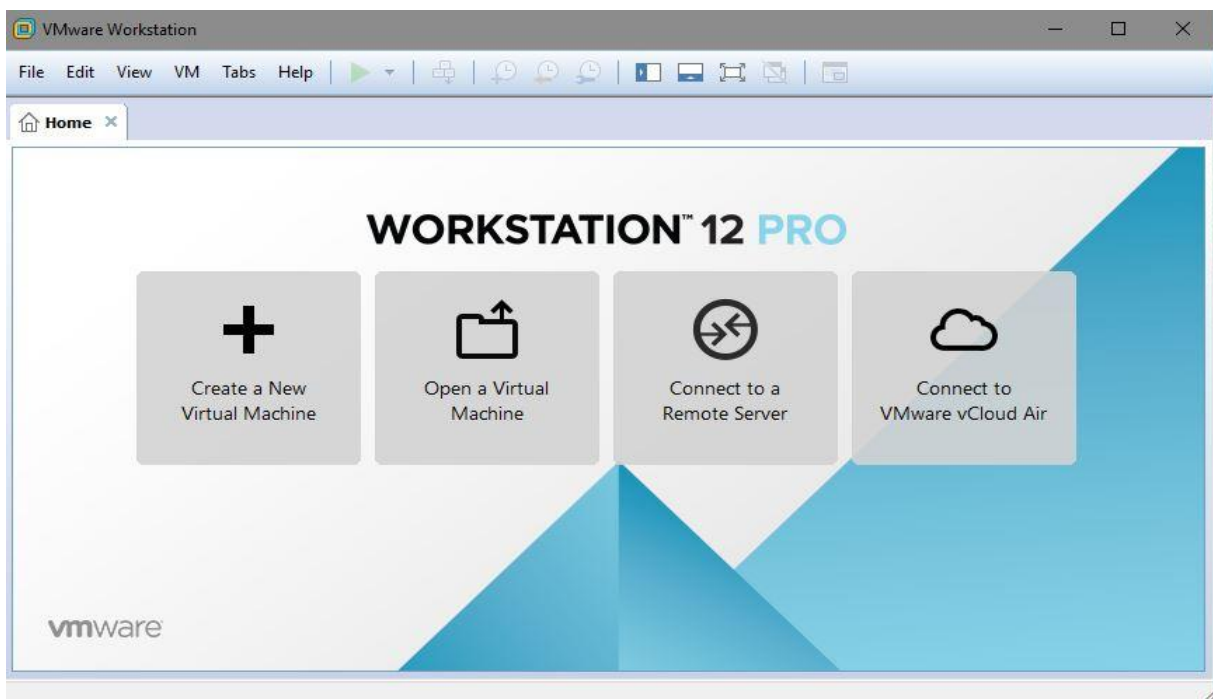 VMware Workstation
File Edit View VM Tabs Help
Home
WORKSTATION™ 12 PRO
Create a New
Virtual Machine
Open a Virtual
Machine
Connect to a
Remote Server
Connect to
VMware vCloud Air
vmware